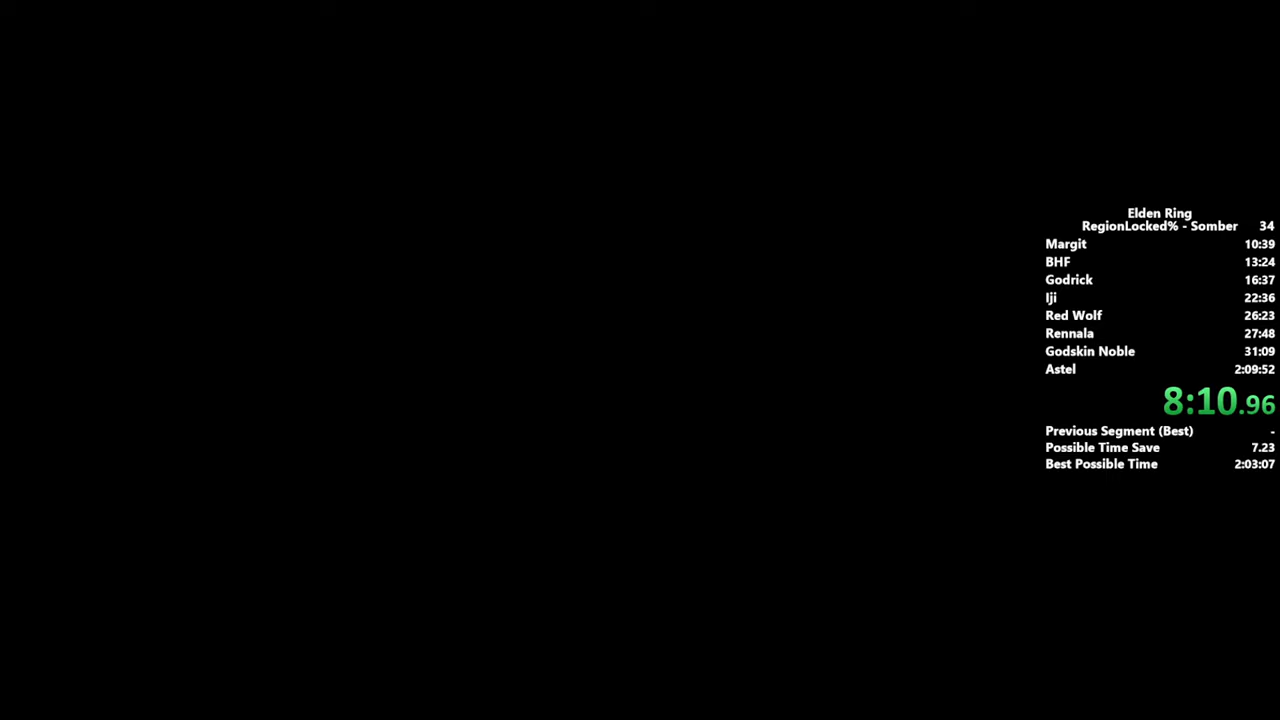 Elden Ring
RegionLocked% - Somber 34
Margit 10:39
BHF 13:24
Godrick 16:37
Iji 22:36
Red Wolf 26:23
Rennala 27:48
Godskin Noble 31:09
Astel 2:09:52
8:10.96
Previous Segment (Best) -
Possible Time Save 7.23
Best Possible Time 2:03:07